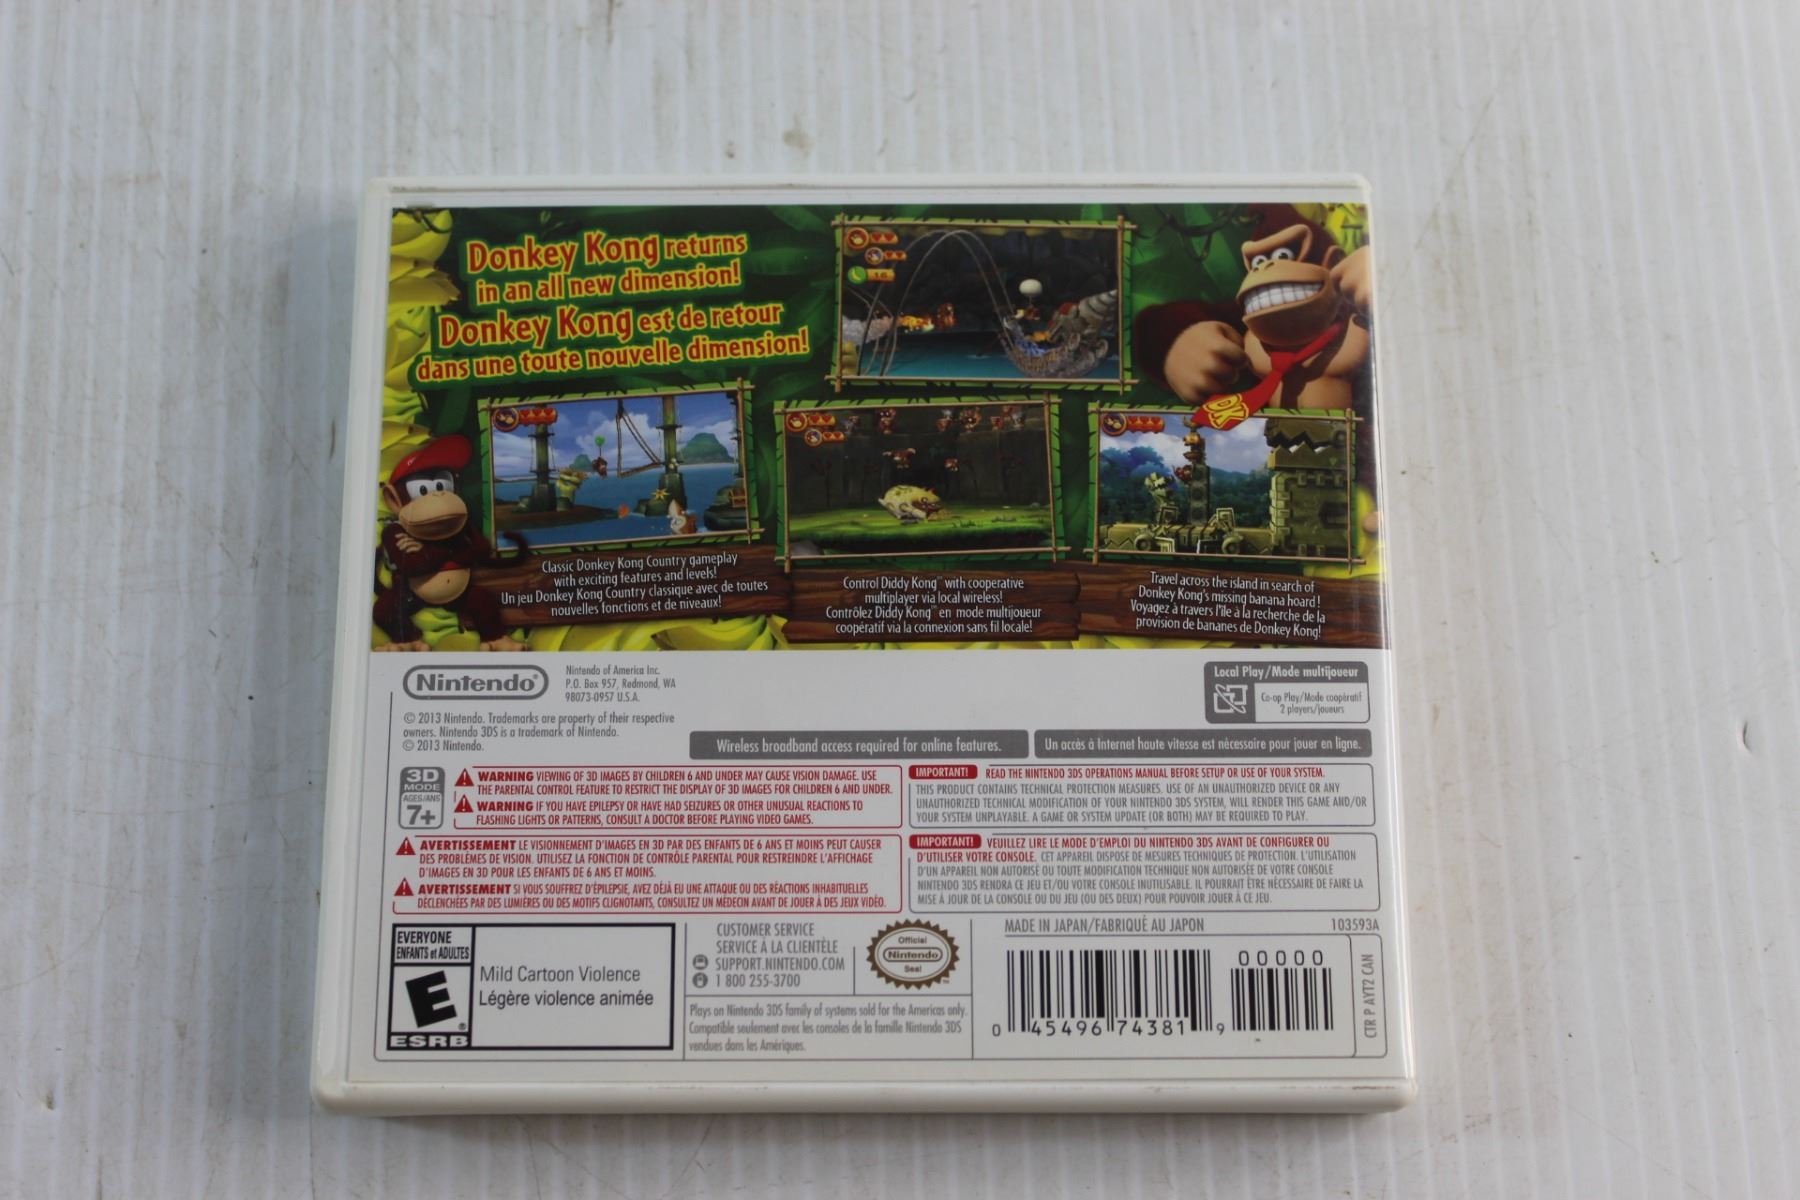 Donkey Kong returns
in an all new dimension!
Donkey Kong est de retour
dans une toute nouvelle dimension!
16
DK
Classic Donkey Kong Country gameplay
with exciting features and levels!
Un jeu Donkey Kong Country classique avec de toutes
nouvelles fonctions et de niveaux!
Control Diddy Kong™ with cooperative
multiplayer via local wireless!
Contrôlez Diddy Kong™ en mode multijoueur
coopératif via la connexion sans fil locale!
Travel across the island in search of
Donkey Kong's missing banana hoard!
Voyagez à travers l'île à la recherche de la
provision de bananes de Donkey Kong!
Nintendo®
Nintendo of America Inc.
P.O. Box 957, Redmond, WA
98073-0957 U.S.A.
© 2013 Nintendo. Trademarks are property of their respective
owners. Nintendo 3DS is a trademark of Nintendo.
© 2013 Nintendo.
Local Play/Mode multijoueur
Co-op Play/Mode coopératif
2 players/joueurs
Wireless broadband access required for online features.
Un accès à Internet haute vitesse est nécessaire pour jouer en ligne.
3D
MODE
AGES/ANS
7+
WARNING VIEWING OF 3D IMAGES BY CHILDREN 6 AND UNDER MAY CAUSE VISION DAMAGE. USE
THE PARENTAL CONTROL FEATURE TO RESTRICT THE DISPLAY OF 3D IMAGES FOR CHILDREN 6 AND UNDER.
WARNING IF YOU HAVE EPILEPSY OR HAVE HAD SEIZURES OR OTHER UNUSUAL REACTIONS TO
FLASHING LIGHTS OR PATTERNS, CONSULT A DOCTOR BEFORE PLAYING VIDEO GAMES.
AVERTISSEMENT LE VISIONNEMENT D'IMAGES EN 3D PAR DES ENFANTS DE 6 ANS ET MOINS PEUT CAUSER
DES PROBLÈMES DE VISION. UTILISEZ LA FONCTION DE CONTRÔLE PARENTAL POUR RESTREINDRE L'AFFICHAGE
D'IMAGES EN 3D POUR LES ENFANTS DE 6 ANS ET MOINS.
AVERTISSEMENT SI VOUS SOUFFREZ D'ÉPILEPSIE, AVEZ DÉJÀ EU UNE ATTAQUE OU DES RÉACTIONS INHABITUELLES
DÉCLENCHÉES PAR DES LUMIÈRES OU DES MOTIFS CLIGNOTANTS, CONSULTEZ UN MÉDECIN AVANT DE JOUER À DES JEUX VIDÉO.
IMPORTANT! READ THE NINTENDO 3DS OPERATIONS MANUAL BEFORE SETUP OR USE OF YOUR SYSTEM.
THIS PRODUCT CONTAINS TECHNICAL PROTECTION MEASURES. USE OF AN UNAUTHORIZED DEVICE OR ANY
UNAUTHORIZED TECHNICAL MODIFICATION OF YOUR NINTENDO 3DS SYSTEM, WILL RENDER THIS GAME AND/OR
YOUR SYSTEM UNPLAYABLE. A GAME OR SYSTEM UPDATE (OR BOTH) MAY BE REQUIRED TO PLAY.
IMPORTANT! VEUILLEZ LIRE LE MODE D'EMPLOI DU NINTENDO 3DS AVANT DE CONFIGURER OU
D'UTILISER VOTRE CONSOLE. CET APPAREIL DISPOSE DE MESURES TECHNIQUES DE PROTECTION. L'UTILISATION
D'UN APPAREIL NON AUTORISÉ OU TOUTE MODIFICATION TECHNIQUE NON AUTORISÉE DE VOTRE CONSOLE
NINTENDO 3DS RENDRA CE JEU ET/OU VOTRE CONSOLE INUTILISABLE. IL POURRAIT ÊTRE NÉCESSAIRE DE FAIRE LA
MISE À JOUR DE LA CONSOLE OU DU JEU (OU DES DEUX) POUR POUVOIR JOUER À CE JEU.
EVERYONE
ENFANTS et ADULTES
E®
ESRB
Mild Cartoon Violence
Légère violence animée
CUSTOMER SERVICE
SERVICE À LA CLIENTÈLE
SUPPORT.NINTENDO.COM
1 800 255-3700
Official
Nintendo
Seal
Plays on Nintendo 3DS family of systems sold for the Americas only.
Compatible seulement avec les consoles de la famille Nintendo 3DS
vendues dans les Amériques.
MADE IN JAPAN/FABRIQUÉ AU JAPON
103593A
00000
0 45496 74381 9
CTR P AYT2 CAN